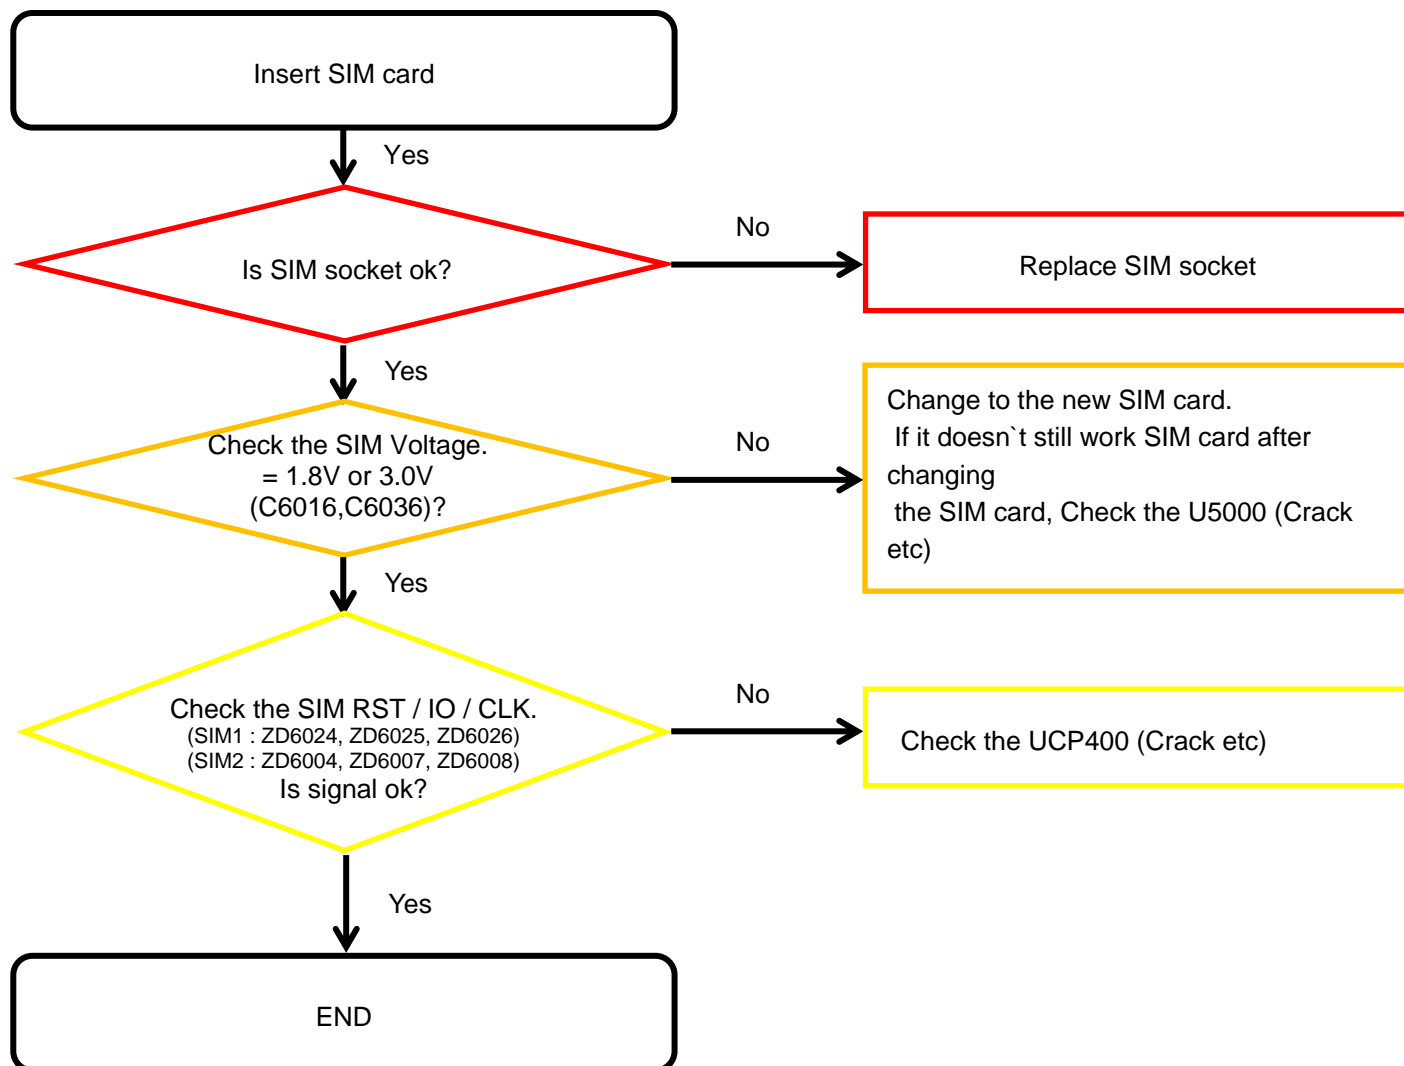 Insert SIM card
Yes
Is SIM socket ok?
No
Replace SIM socket
Yes
Check the SIM Voltage.
= 1.8V or 3.0V
(C6016,C6036)?
No
Change to the new SIM card.
If it doesn`t still work SIM card after
changing
the SIM card, Check the U5000 (Crack
etc)
Yes
Check the SIM RST / IO / CLK.
(SIM1 : ZD6024, ZD6025, ZD6026)
(SIM2 : ZD6004, ZD6007, ZD6008)
Is signal ok?
No
Check the UCP400 (Crack etc)
Yes
END